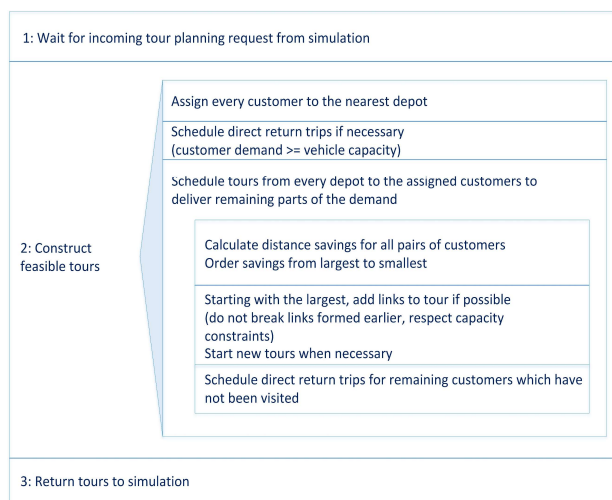 1: Wait for incoming tour planning request from simulation
Assign every customer to the nearest depot
Schedule direct return trips if necessary
(customer demand >= vehicle capacity)
Schedule tours from every depot to the assigned customers to
deliver remaining parts of the demand
2: Construct
feasible tours
Calculate distance savings for all pairs of customers
Order savings from largest to smallest
Starting with the largest, add links to tour if possible
(do not break links formed earlier, respect capacity
constraints)
Start new tours when necessary
Schedule direct return trips for remaining customers which have
not been visited
3: Return tours to simulation